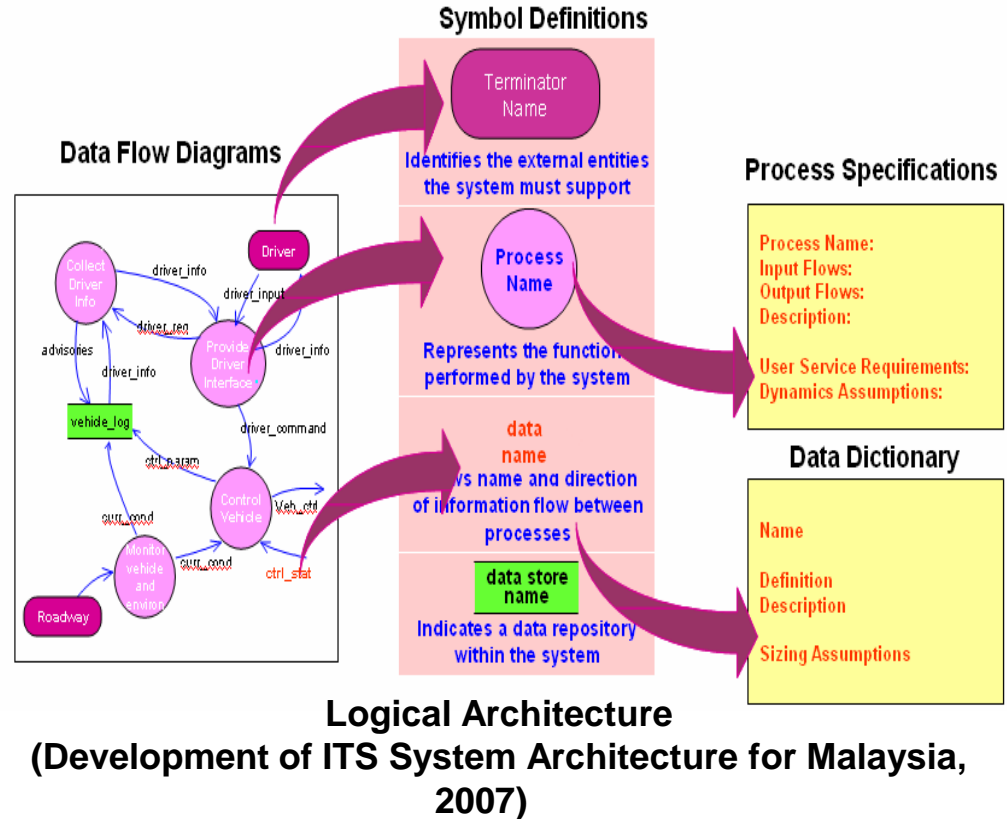 Symbol Definitions
Terminator
Name
Identifies the external entities
the system must support
Data Flow Diagrams
Process Specifications
Collect
Driver
Info
driver_info
Driver
driver_input
driver_req
Provide
Driver
Interface
driver_info
advisories
driver_info
vehicle_log
driver_command
ctrl_param
Control
Vehicle
Veh_ctrl
curr_cond
Monitor
vehicle
and
environ
curr_cond
ctrl_stat
Roadway
Process
Name
Represents the function
performed by the system
data
name
name and direction
of information flow between
processes
data store
name
Indicates a data repository
within the system
Process Name:
Input Flows:
Output Flows:
Description:
User Service Requirements:
Dynamics Assumptions:
Data Dictionary
Name
Definition
Description
Sizing Assumptions
Logical Architecture
(Development of ITS System Architecture for Malaysia,
2007)